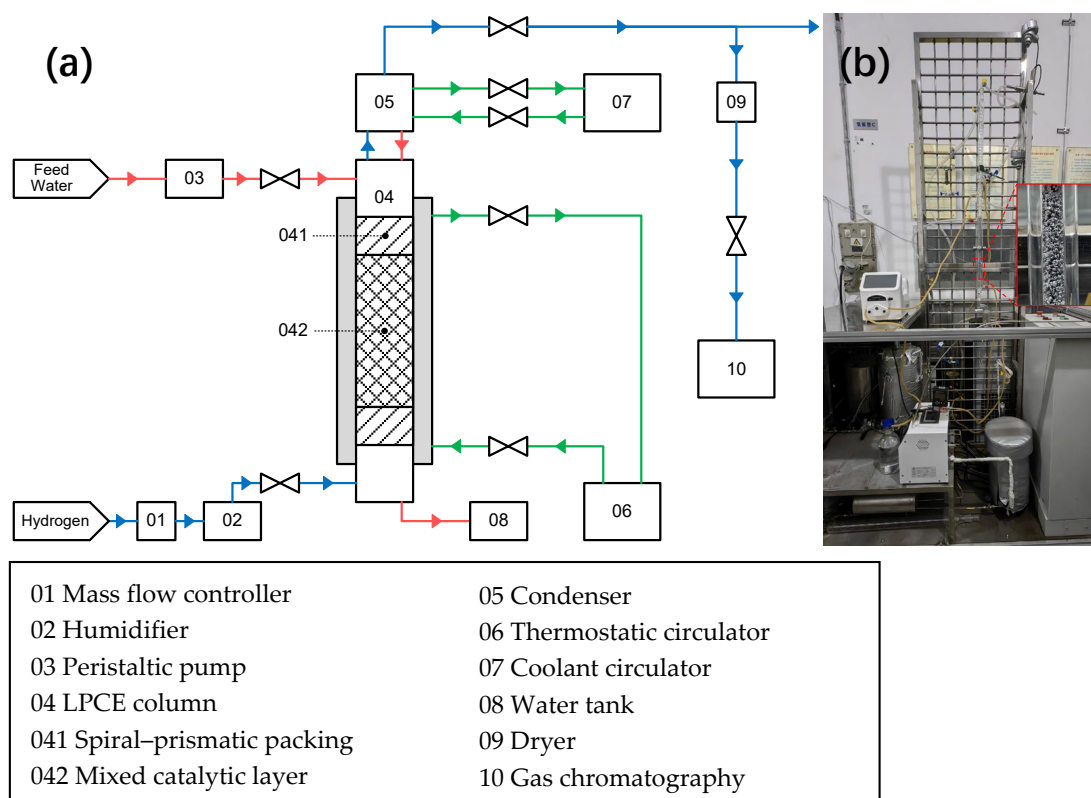 (a)
(b)
05
07
09
Feed
Water
03
04
041
042
10
Hydrogen
01
02
08
06
01 Mass flow controller
02 Humidifier
03 Peristaltic pump
04 LPCE column
041 Spiral–prismatic packing
042 Mixed catalytic layer
05 Condenser
06 Thermostatic circulator
07 Coolant circulator
08 Water tank
09 Dryer
10 Gas chromatography